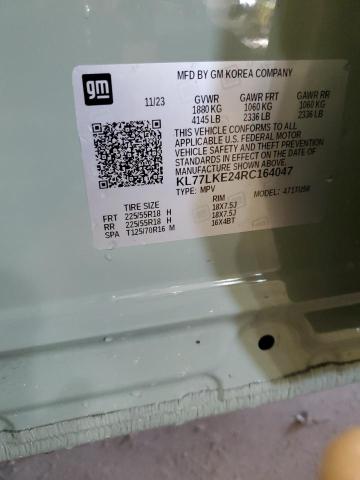 gm
MFD BY GM KOREA COMPANY
11/23 GVWR GAWR FRT GAWR RR
1880 KG 1060 KG 1060 KG
4145 LB 2336 LB 2336 LB
THIS VEHICLE CONFORMS TO ALL
APPLICABLE U.S. FEDERAL MOTOR
VEHICLE SAFETY AND THEFT PREVENTION
STANDARDS IN EFFECT ON THE DATE OF
MANUFACTURE SHOWN ABOVE.
KL77LKE24RC164047
TYPE: MPV MODEL:
TIRE SIZE RIM
FRT 225/55R18 H 18X7.5J
RR 225/55R18 H 18X7.5J
SPA T125/70R16 M 16X4BT